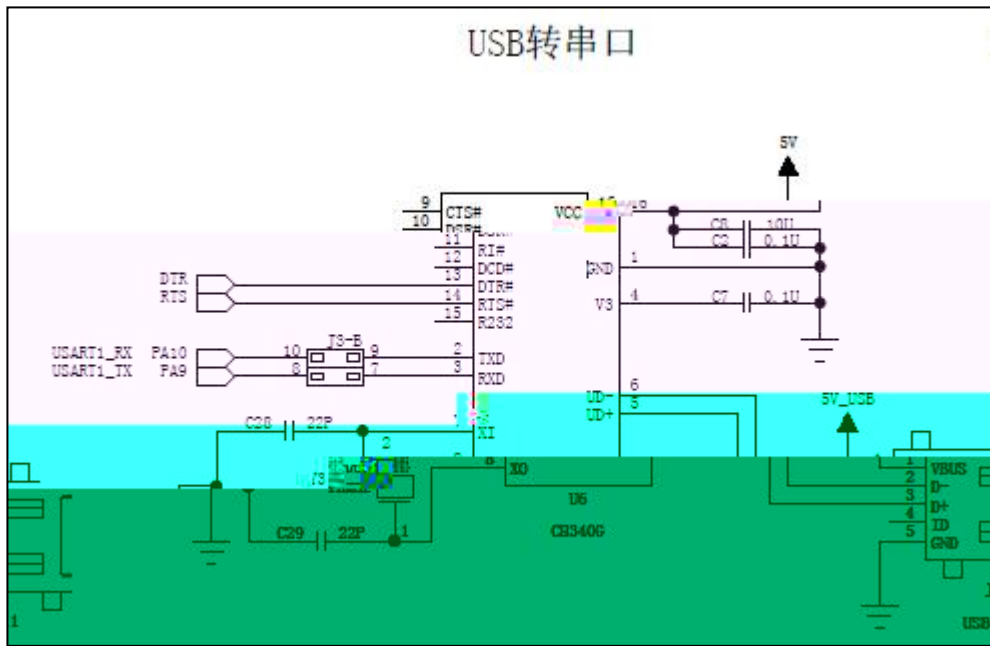 USB转串口
5V
9 CTS# VCC
10 DSR#
C8 10U
11 RI# C2 0.1U
12 DCD# GND 1
DTR 13 DTR#
RTS 14 RTS# V3 4 C7 0.1U
15 R232
J3-B
USART1_RX PA10 10 9 2 TXD
USART1_TX PA9 8 7 3 RXD
UD- 6
UD+ 5 5V_USB
C28 22P XI
2
8 XO 1 VBUS
2 D-
U6 3 D+
4 ID
C29 22P 1 CH340G 5 GND
1 USB